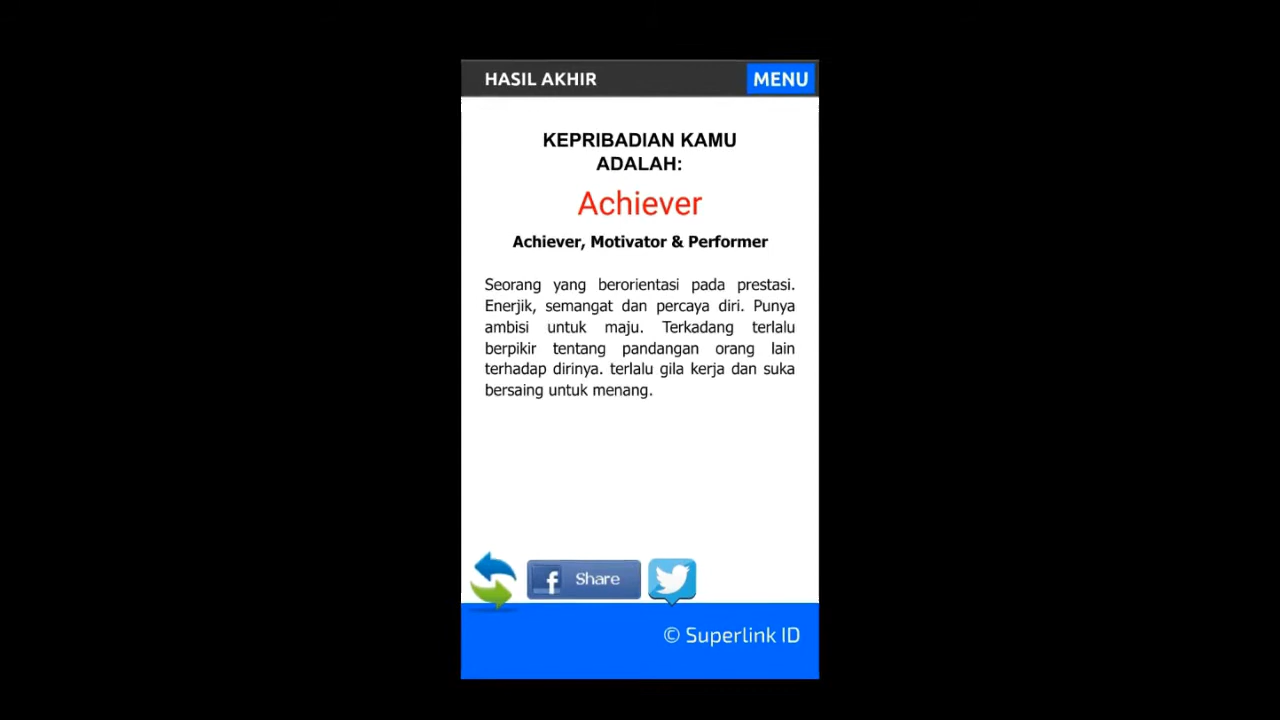 HASIL AKHIR
MENU
KEPRIBADIAN KAMU
ADALAH:
Achiever
Achiever, Motivator & Performer
Seorang yang berorientasi pada prestasi.
Enerjik, semangat dan percaya diri. Punya
ambisi untuk maju. Terkadang terlalu
berpikir tentang pandangan orang lain
terhadap dirinya. terlalu gila kerja dan suka
bersaing untuk menang.
f Share
© Superlink ID